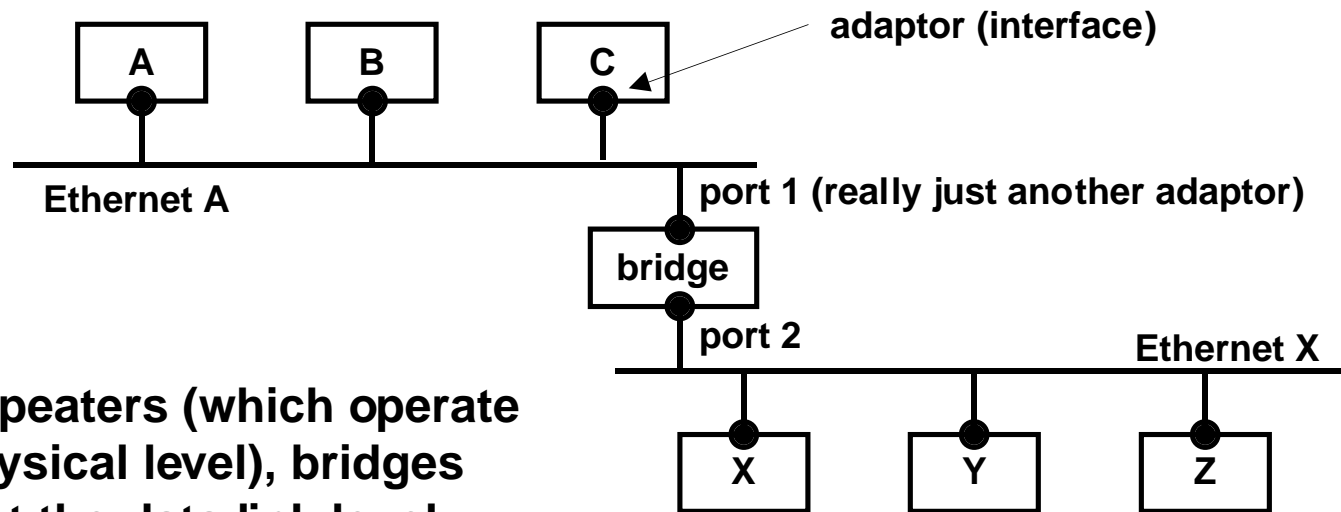 adaptor (interface)
A B C
Ethernet A
port 1 (really just another adaptor)
bridge
port 2
Ethernet X
peaters (which operate
ysical level), bridges
X Y Z